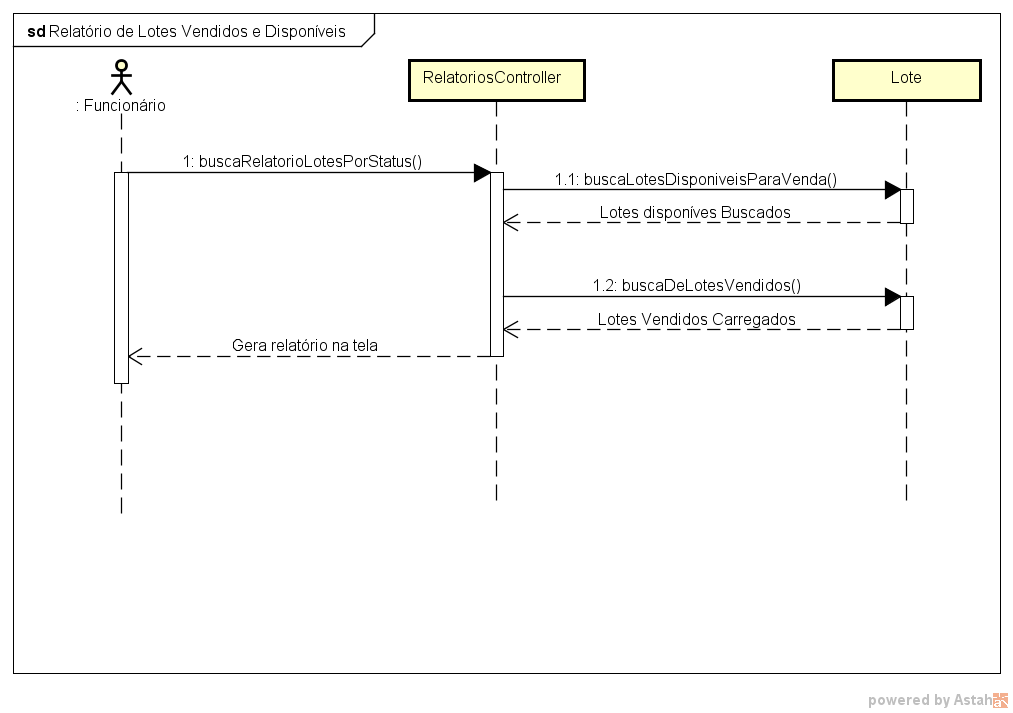 sd Relatório de Lotes Vendidos e Disponíveis
: Funcionário
RelatoriosController
Lote
1: buscaRelatorioLotesPorStatus()
1.1: buscaLotesDisponiveisParaVenda()
Lotes disponíves Buscados
1.2: buscaDeLotesVendidos()
Lotes Vendidos Carregados
Gera relatório na tela
powered by Astah